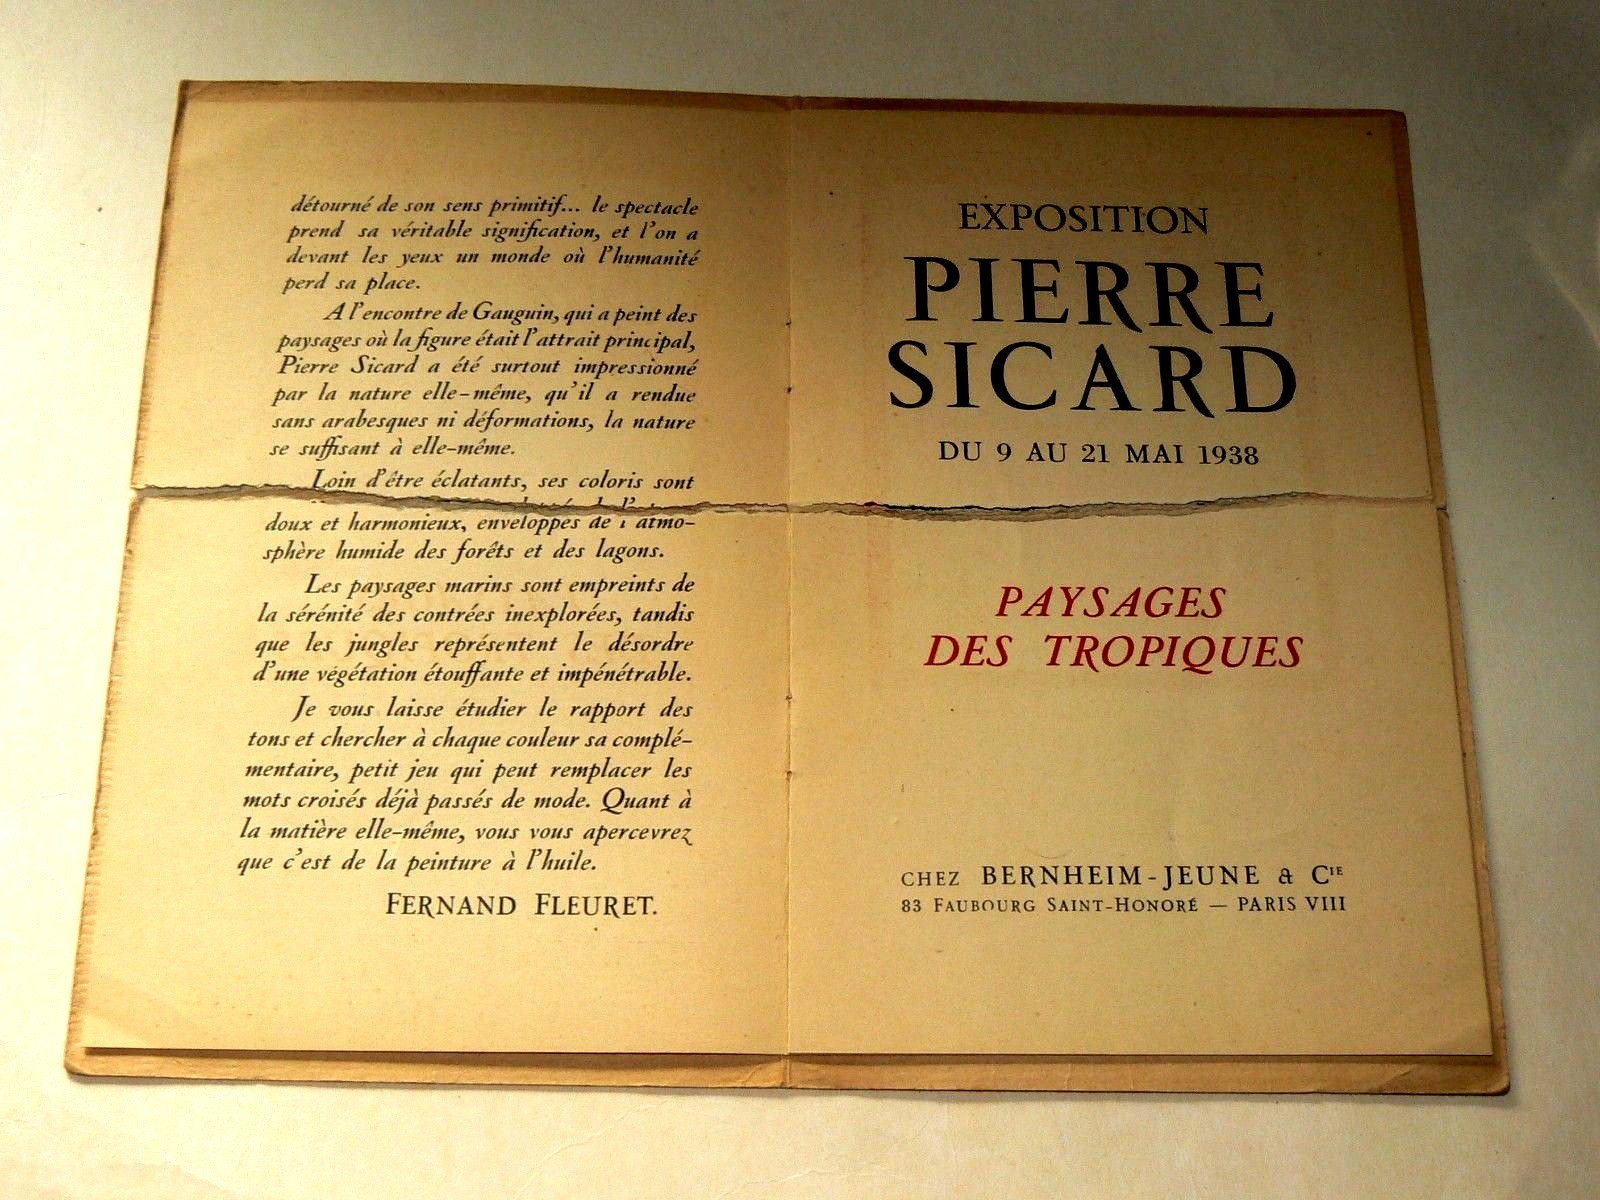 détourné de son sens primitif... le spectacle
prend sa véritable signification, et l'on a
devant les yeux un monde où l'humanité
perd sa place.
A l'encontre de Gauguin, qui a peint des
paysages où la figure était l'attrait principal,
Pierre Sicard a été surtout impressionné
par la nature elle-même, qu'il a rendue
sans arabesques ni déformations, la nature
se suffisant à elle-même.
Loin d'être éclatants, ses coloris sont
doux et harmonieux, enveloppés de l'atmo-
sphère humide des forêts et des lagons.
Les paysages marins sont empreints de
la sérénité des contrées inexplorées, tandis
que les jungles représentent le désordre
d'une végétation étouffante et impénétrable.
Je vous laisse étudier le rapport des
tons et chercher à chaque couleur sa complé-
mentaire, petit jeu qui peut remplacer les
mots croisés déjà passés de mode. Quant à
la matière elle-même, vous vous apercevrez
que c'est de la peinture à l'huile.
FERNAND FLEURET.
EXPOSITION
PIERRE
SICARD
DU 9 AU 21 MAI 1938
PAYSAGES
DES TROPIQUES
CHEZ BERNHEIM-JEUNE & CIE
83 FAUBOURG SAINT-HONORÉ — PARIS VIII